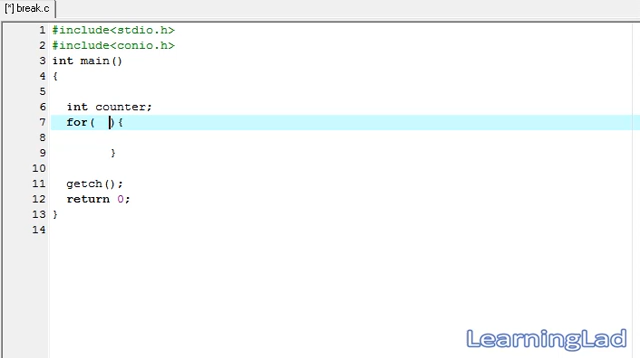 [*] break.c
1 #include<stdio.h>
2 #include<conio.h>
3 int main()
4 {
5
6 int counter;
7 for(  ){
8
9 }
10
11 getch();
12 return 0;
13 }
14
LearningLad